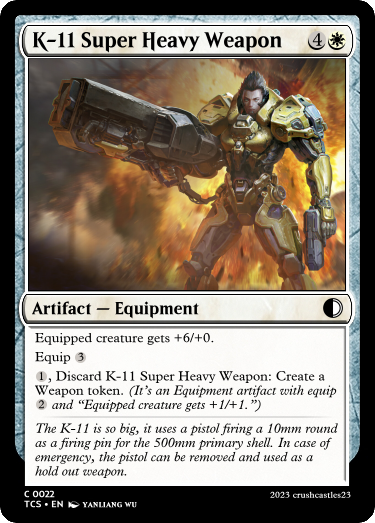 K-11 Super Heavy Weapon 4
Artifact — Equipment
Equipped creature gets +6/+0.
Equip 3
1, Discard K-11 Super Heavy Weapon: Create a
Weapon token. (It's an Equipment artifact with equip
2 and "Equipped creature gets +1/+1.")
The K-11 is so big, it uses a pistol firing a 10mm round
as a firing pin for the 500mm primary shell. In case of
emergency, the pistol can be removed and used as a
hold out weapon.
C 0022
TCS • EN YANLIANG WU
2023 crushcastles23